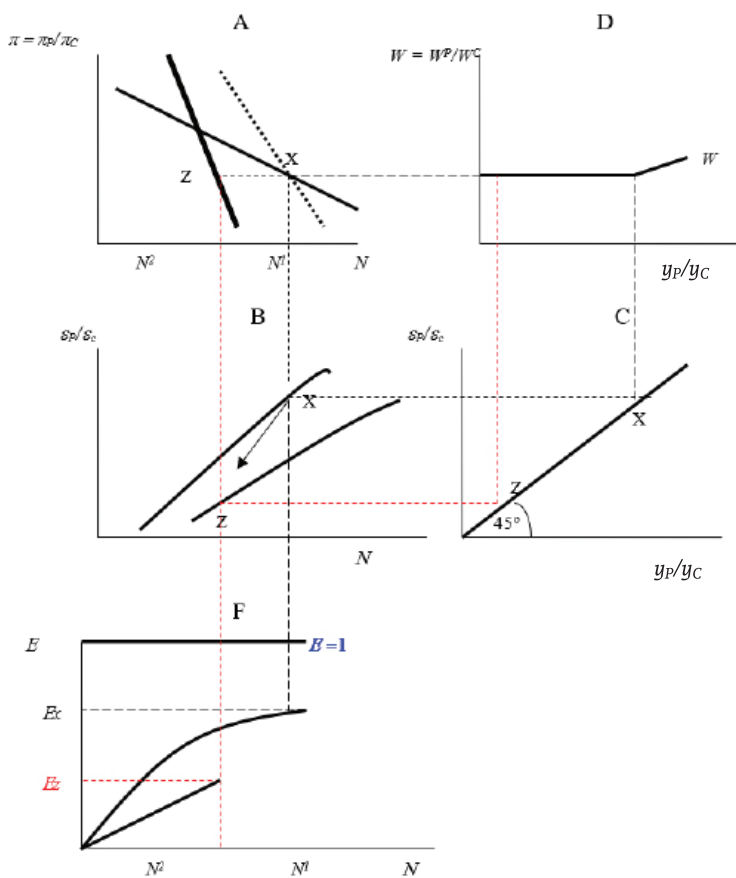 A
D
π = πP/πC
W = WP/WC
X
Z
W
N²
N¹
N
yP/yC
B
C
εP/εc
εP/εc
X
X
Z
Z
45°
N
yP/yC
F
E
E=1
Ex
Ez
N²
N¹
N